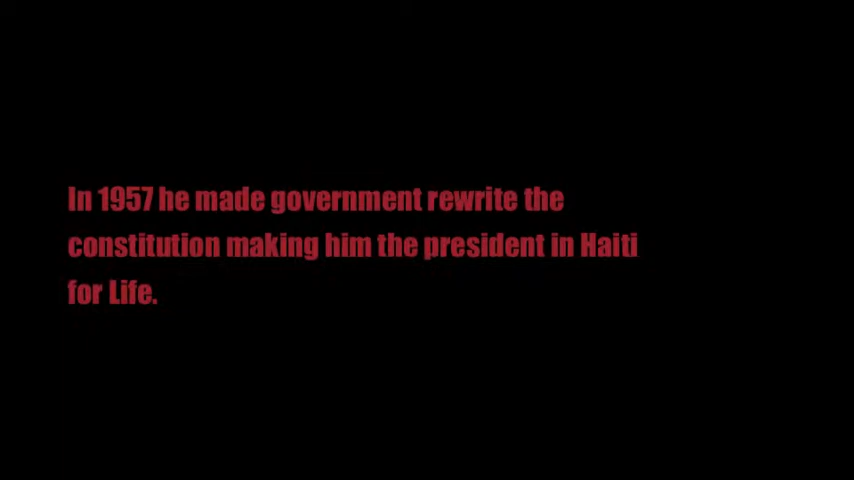 In 1957 he made government rewrite the
constitution making him the president in Haiti
for Life.